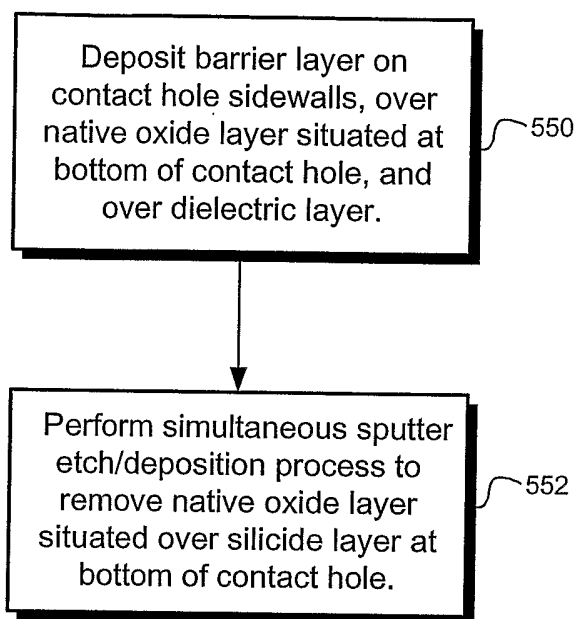 Deposit barrier layer on
contact hole sidewalls, over
native oxide layer situated at
bottom of contact hole, and
over dielectric layer.
550
Perform simultaneous sputter
etch/deposition process to
remove native oxide layer
situated over silicide layer at
bottom of contact hole.
552